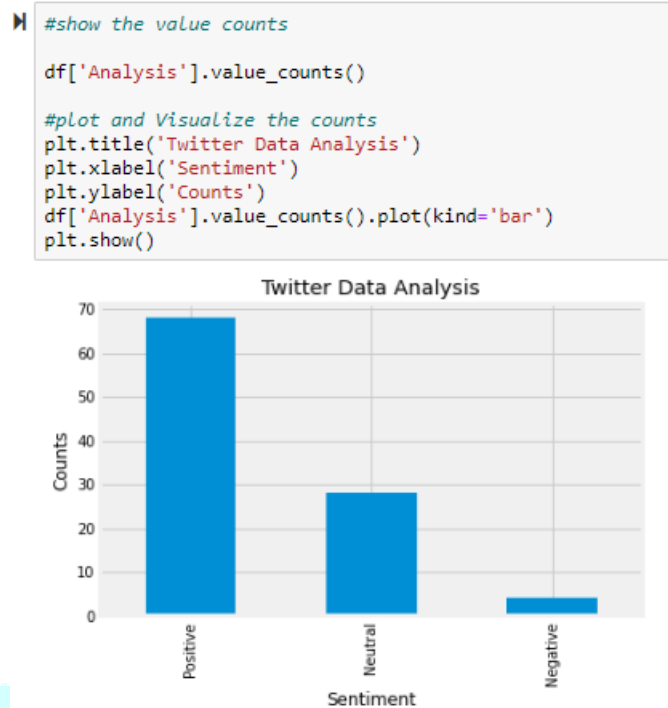 #show the value counts
df['Analysis'].value_counts()
#plot and Visualize the counts
plt.title('Twitter Data Analysis')
plt.xlabel('Sentiment')
plt.ylabel('Counts')
df['Analysis'].value_counts().plot(kind='bar')
plt.show()
Twitter Data Analysis
70
60
50
40
30
20
10
0
Counts
Positive
Neutral
Negative
Sentiment